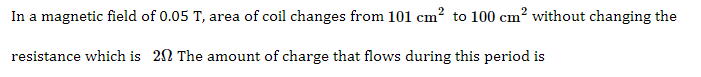 In a magnetic field of 0.05 T, area of coil changes from 101 cm² to 100 cm² without changing the
resistance which is 2Ω The amount of charge that flows during this period is